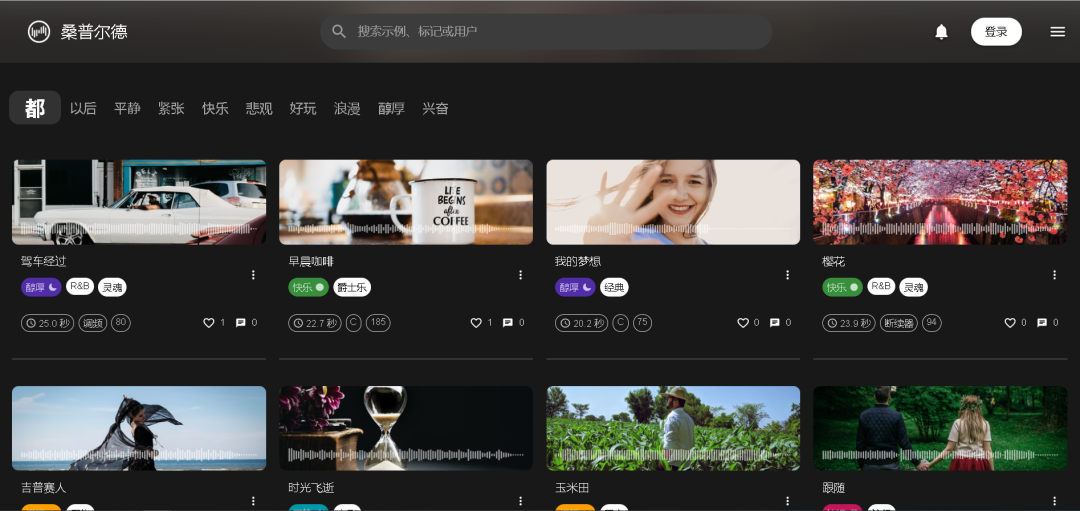 桑普尔德
搜索示例、标记或用户
登录
都 以后 平静 紧张 快乐 悲观 好玩 浪漫 醇厚 兴奋
LIFE
BEGINS
after
COFFEE
驾车经过
醇厚 R&B 灵魂
25.0 秒 调频 80 1 0
早晨咖啡
快乐 爵士乐
22.7 秒 C 185 1 0
我的梦想
醇厚 经典
20.2 秒 C 75 0 0
樱花
快乐 R&B 灵魂
23.9 秒 断续器 94 0 0
吉普赛人
时光飞逝
玉米田
跟随